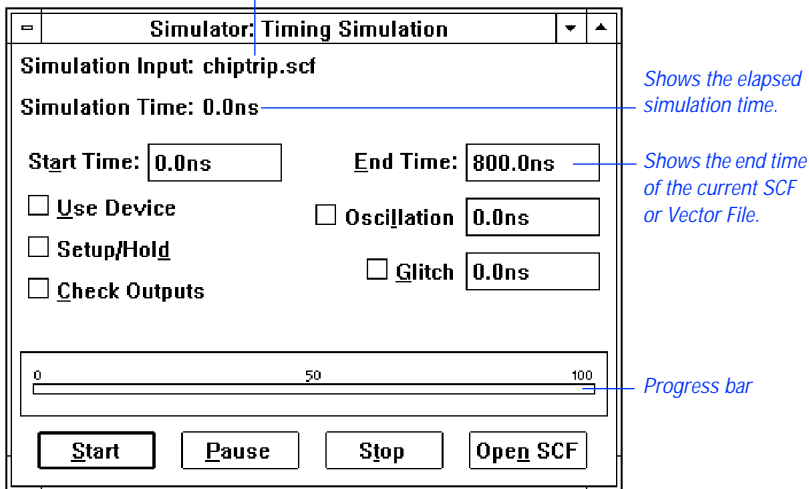 Simulator: Timing Simulation
Simulation Input: chiptrip.scf
Simulation Time: 0.0ns
Shows the elapsed
simulation time.
Start Time: 0.0ns
End Time: 800.0ns
Shows the end time
of the current SCF
or Vector File.
Use Device
Oscillation 0.0ns
Setup/Hold
Glitch 0.0ns
Check Outputs
0 50 100
Progress bar
Start Pause Stop Open SCF